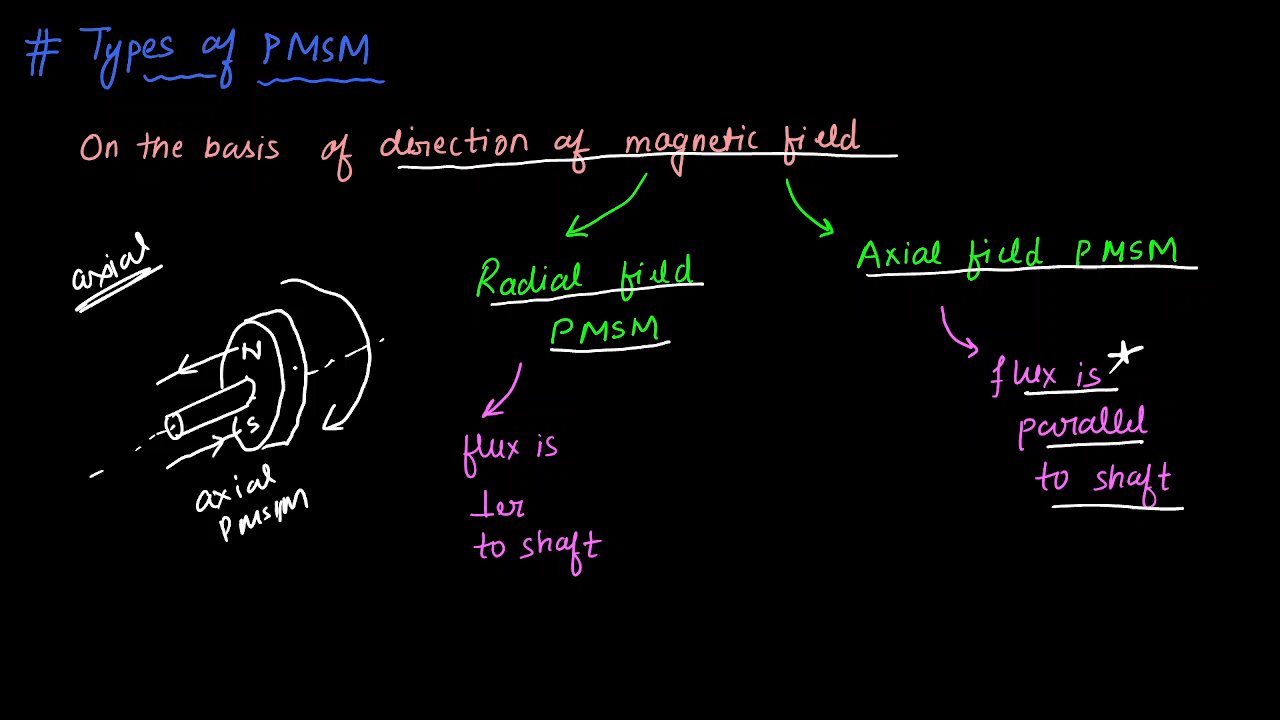 # Types of PMSM
On the basis of direction of magnetic field
axial
N
S
axial
PMSM
Radial field
PMSM
flux is
⊥er
to shaft
Axial field PMSM
flux is
parallel
to shaft